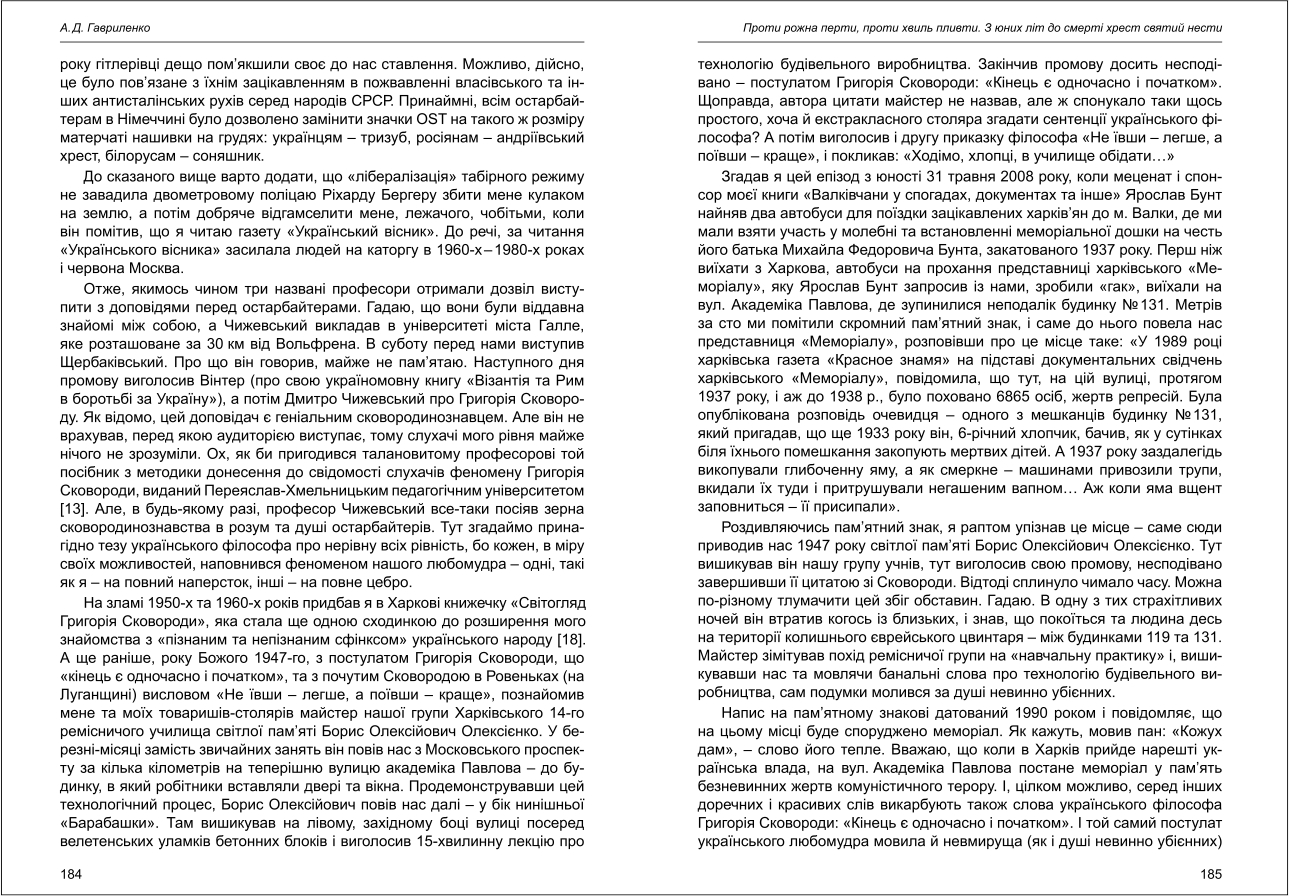 А. Д. Гавриленко
року гітлерівці дещо пом’якшили своє до нас ставлення. Можливо, дійсно,
це було пов’язане з їхнім зацікавленням в пожвавленні власівського та ін-
ших антисталінських рухів серед народів СРСР. Принаймні, всім остарбай-
терам в Німеччині було дозволено замінити значки OST на такого ж розміру
матерчаті нашивки на грудях: українцям – тризуб, росіянам – андріївський
хрест, білорусам – соняшник.
До сказаного вище варто додати, що «лібералізація» табірного режиму
не завадила двометровому поліцаю Ріхарду Бергеру збити мене кулаком
на землю, а потім добряче відгамселити мене, лежачого, чобітьми, коли
він помітив, що я читаю газету «Український вісник». До речі, за читання
«Українського вісника» засилала людей на каторгу в 1960-х–1980-х роках
і червона Москва.
Отже, якимось чином три названі професори отримали дозвіл висту-
пити з доповідями перед остарбайтерами. Гадаю, що вони були віддавна
знайомі між собою, а Чижевський викладав в університеті міста Галле,
яке розташоване за 30 км від Вольфрена. В суботу перед нами виступив
Щербаківський. Про що він говорив, майже не пам’ятаю. Наступного дня
промову виголосив Вінтер (про свою україномовну книгу «Візантія та Рим
в боротьбі за Україну»), а потім Дмитро Чижевський про Григорія Сковоро-
ду. Як відомо, цей доповідач є геніальним сковородинознавцем. Але він не
врахував, перед якою аудиторією виступає, тому слухачі мого рівня майже
нічого не зрозуміли. Ох, як би пригодився талановитому професорові той
посібник з методики донесення до свідомості слухачів феномену Григорія
Сковороди, виданий Переяслав-Хмельницьким педагогічним університетом
[13]. Але, в будь-якому разі, професор Чижевський все-таки посіяв зерна
сковородинознавства в розум та душі остарбайтерів. Тут згадаймо прина-
гідно тезу українського філософа про нерівну всіх рівність, бо кожен, в міру
своїх можливостей, наповнився феноменом нашого любомудра – одні, такі
як я – на повний наперсток, інші – на повне цебро.
На зламі 1950-х та 1960-х років придбав я в Харкові книжечку «Світогляд
Григорія Сковороди», яка стала ще одною сходинкою до розширення мого
знайомства з «пізнаним та непізнаним сфінксом» українського народу [18].
А ще раніше, року Божого 1947-го, з постулатом Григорія Сковороди, що
«кінець є одночасно і початком», та з почутим Сковородою в Ровеньках (на
Луганщині) висловом «Не ївши – легше, а поївши – краще», познайомив
мене та моїх товаришів-столярів майстер нашої групи Харківського 14-го
ремісничого училища світлої пам’яті Борис Олексійович Олексієнко. У бе-
резні-місяці замість звичайних занять він повів нас з Московського проспек-
ту за кілька кілометрів на теперішню вулицю академіка Павлова – до бу-
динку, в який робітники вставляли двері та вікна. Продемонструвавши цей
технологічний процес, Борис Олексійович повів нас далі – у бік нинішньої
«Барабашки». Там вишикував на лівому, західному боці вулиці посеред
велетенських уламків бетонних блоків і виголосив 15-хвилинну лекцію про
184
Проти рожна перти, проти хвиль пливти. З юних літ до смерті хрест святий нести
технологію будівельного виробництва. Закінчив промову досить несподі-
вано – постулатом Григорія Сковороди: «Кінець є одночасно і початком».
Щоправда, автора цитати майстер не назвав, але ж спонукало таки щось
простого, хоча й екстракласного столяра згадати сентенції українського фі-
лософа? А потім виголосив і другу приказку філософа «Не ївши – легше, а
поївши – краще», і покликав: «Ходімо, хлопці, в училище обідати…»
Згадав я цей епізод з юності 31 травня 2008 року, коли меценат і спон-
сор моєї книги «Валківчани у спогадах, документах та інше» Ярослав Бунт
найняв два автобуси для поїздки зацікавлених харків’ян до м. Валки, де ми
мали взяти участь у молебні та встановленні меморіальної дошки на честь
його батька Михайла Федоровича Бунта, закатованого 1937 року. Перш ніж
виїхати з Харкова, автобуси на прохання представниці харківського «Ме-
моріалу», яку Ярослав Бунт запросив із нами, зробили «гак», виїхали на
вул. Академіка Павлова, де зупинилися неподалік будинку №131. Метрів
за сто ми помітили скромний пам’ятний знак, і саме до нього повела нас
представниця «Меморіалу», розповівши про це місце таке: «У 1989 році
харківська газета «Красное знамя» на підставі документальних свідчень
харківського «Меморіалу», повідомила, що тут, на цій вулиці, протягом
1937 року, і аж до 1938 р., було поховано 6865 осіб, жертв репресій. Була
опублікована розповідь очевидця – одного з мешканців будинку №131,
який пригадав, що ще 1933 року він, 6-річний хлопчик, бачив, як у сутінках
біля їхнього помешкання закопують мертвих дітей. А 1937 року заздалегідь
викопували глибоченну яму, а як смеркне – машинами привозили трупи,
вкидали їх туди і притрушували негашеним вапном… Аж коли яма вщент
заповниться – її присипали».
Роздивляючись пам’ятний знак, я раптом упізнав це місце – саме сюди
приводив нас 1947 року світлої пам’яті Борис Олексійович Олексієнко. Тут
вишикував він нашу групу учнів, тут виголосив свою промову, несподівано
завершивши її цитатою зі Сковороди. Відтоді сплинуло чимало часу. Можна
по-різному тлумачити цей збіг обставин. Гадаю. В одну з тих страхітливих
ночей він втратив когось із близьких, і знав, що покоїться та людина десь
на території колишнього єврейського цвинтаря – між будинками 119 та 131.
Майстер зімітував похід ремісничої групи на «навчальну практику» і, виши-
кувавши нас та мовлячи банальні слова про технологію будівельного ви-
робництва, сам подумки молився за душі невинно убієнних.
Напис на пам’ятному знакові датований 1990 роком і повідомляє, що
на цьому місці буде споруджено меморіал. Як кажуть, мовив пан: «Кожух
дам», – слово його тепле. Вважаю, що коли в Харків прийде нарешті ук-
раїнська влада, на вул. Академіка Павлова постане меморіал у пам’ять
безневинних жертв комуністичного терору. І, цілком можливо, серед інших
доречних і красивих слів викарбують також слова українського філософа
Григорія Сковороди: «Кінець є одночасно і початком». І той самий постулат
українського любомудра мовила й невмируща (як і душі невинно убієнних)
185